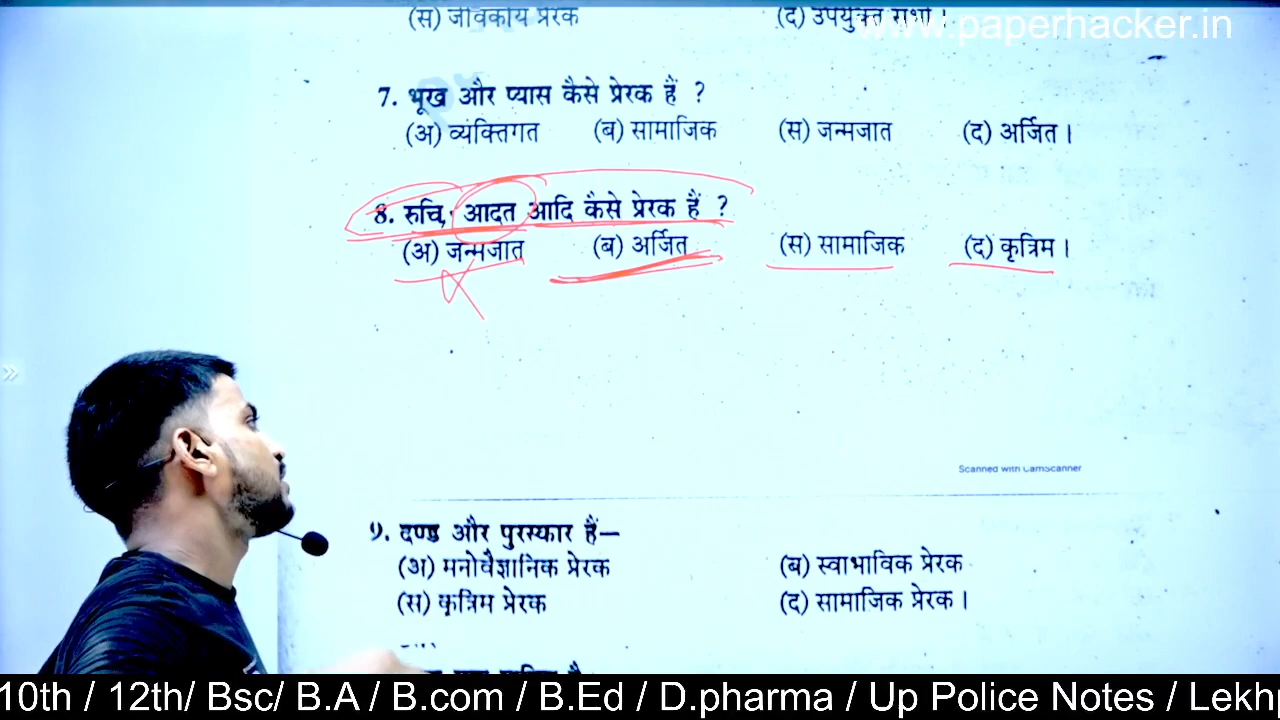 (स) जीवकीय प्रेरक (द) उपर्युक्त सभी।
www.paperhacker.in
7. भूख और प्यास कैसे प्रेरक हैं ?
(अ) व्यक्तिगत (ब) सामाजिक (स) जन्मजात (द) अर्जित।
8. रुचि, आदत आदि कैसे प्रेरक हैं ?
(अ) जन्मजात (ब) अर्जित (स) सामाजिक (द) कृत्रिम।
Scanned with CamScanner
9. दण्ड और पुरस्कार हैं—
(अ) मनोवैज्ञानिक प्रेरक (ब) स्वाभाविक प्रेरक
(स) कृत्रिम प्रेरक (द) सामाजिक प्रेरक।
10th / 12th/ Bsc/ B.A / B.com / B.Ed / D.pharma / Up Police Notes / Lekh